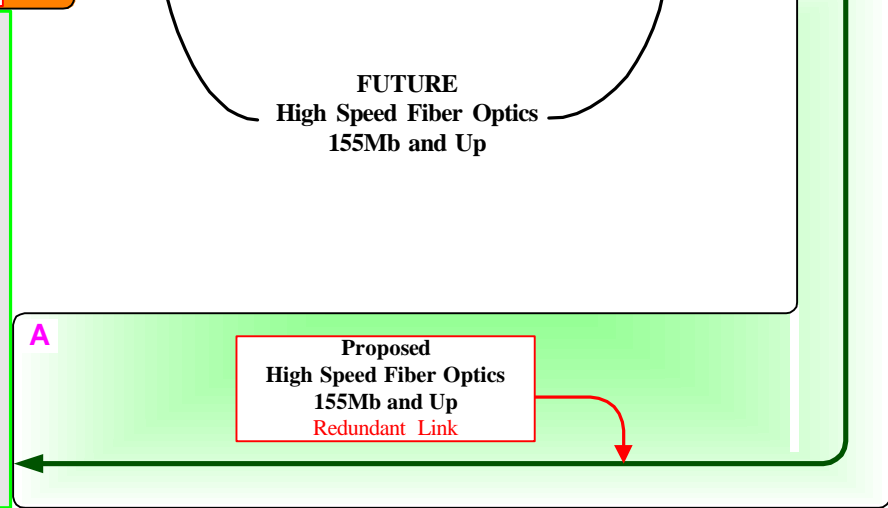 FUTURE
High Speed Fiber Optics
155Mb and Up
A
Proposed
High Speed Fiber Optics
155Mb and Up
Redundant Link